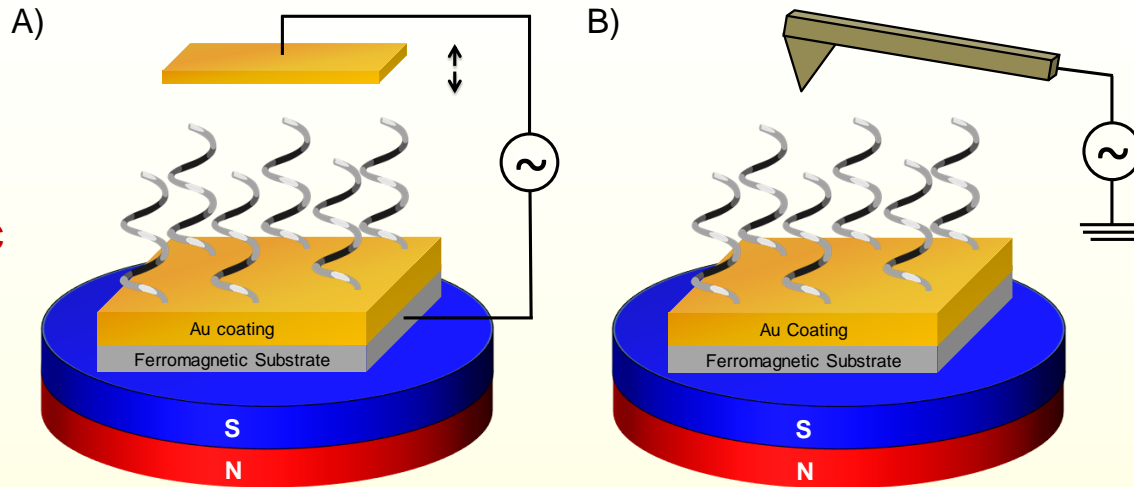 A)
B)
~
~
c
Au coating
Ferromagnetic Substrate
S
N
Au Coating
Ferromagnetic Substrate
S
N